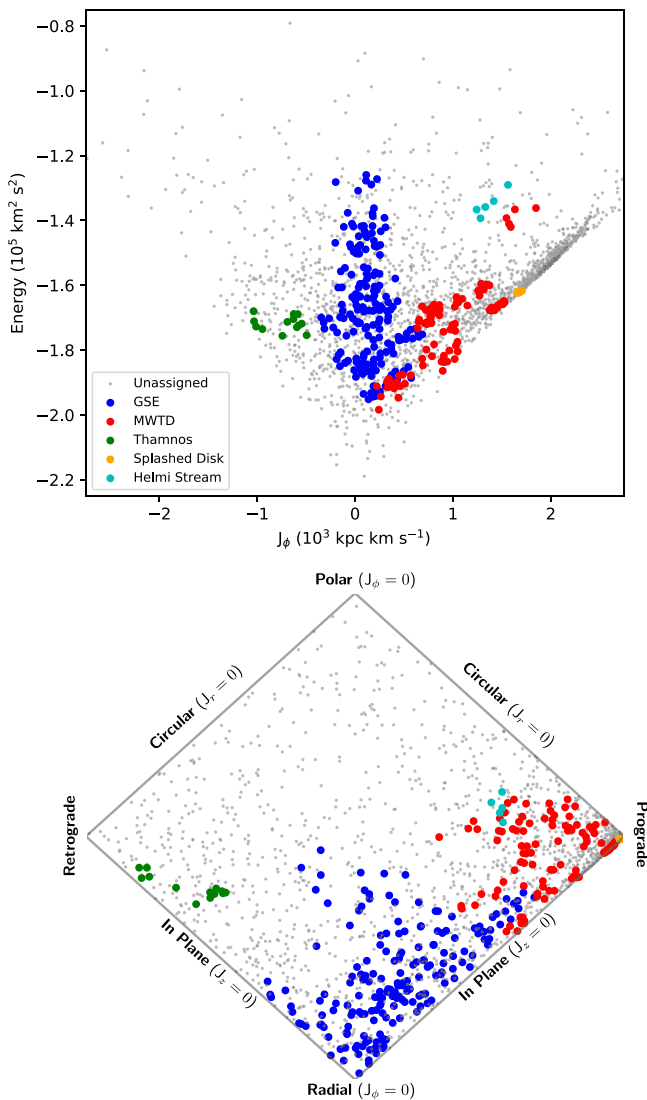 −0.8
−1.0
−1.2
−1.4
−1.6
−1.8
−2.0
−2.2
Energy (10⁵ km² s²)
Unassigned
GSE
MWTD
Thamnos
Splashed Disk
Helmi Stream
−2 −1 0 1 2
J_ϕ (10³ kpc km s⁻¹)
Polar (J_ϕ = 0)
Circular (J_r = 0)
Circular (J_r = 0)
Retrograde
Prograde
In Plane (J_z = 0)
In Plane (J_z = 0)
Radial (J_ϕ = 0)